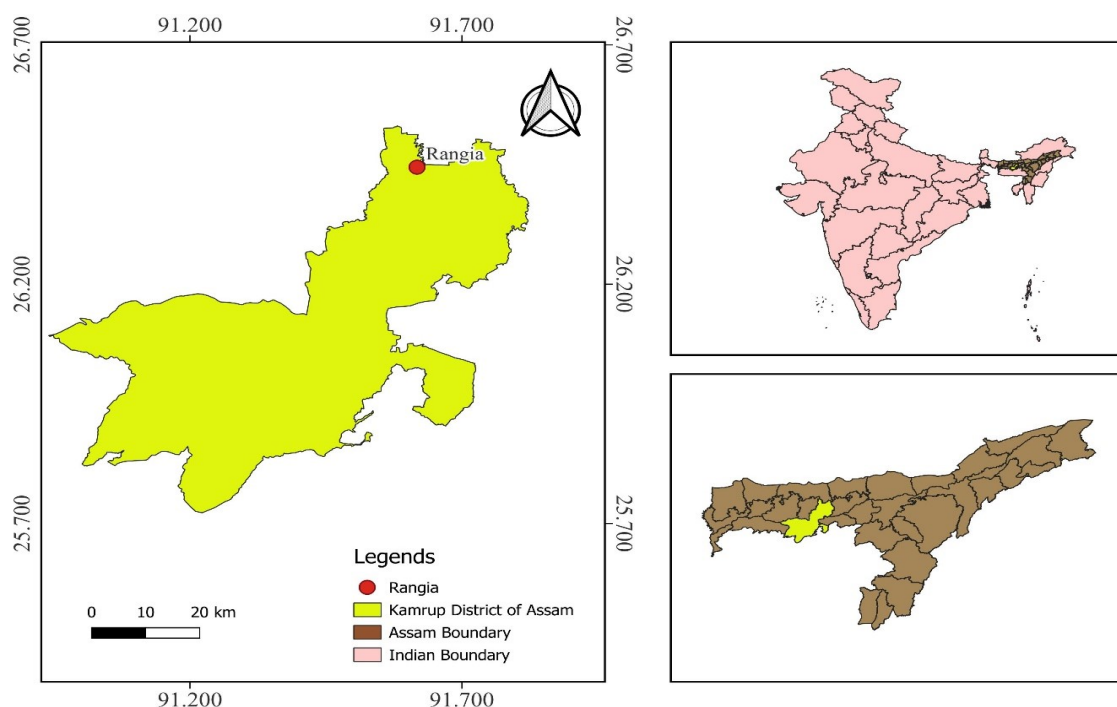 91.200
91.700
26.700
26.700
Rangia
26.200
26.200
25.700
25.700
Legends
Rangia
Kamrup District of Assam
Assam Boundary
Indian Boundary
0 10 20 km
91.200
91.700